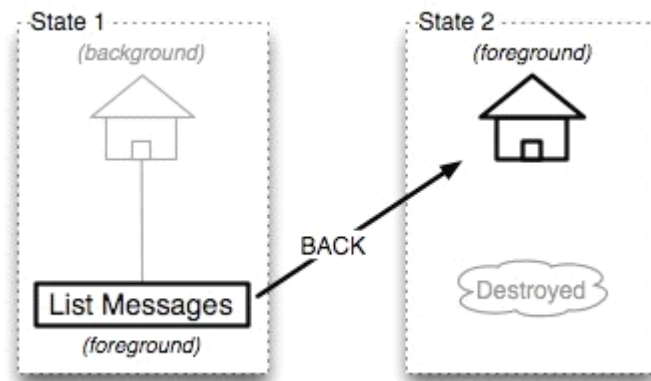 State 1
(background)
List Messages
(foreground)
BACK
State 2
(foreground)
Destroyed